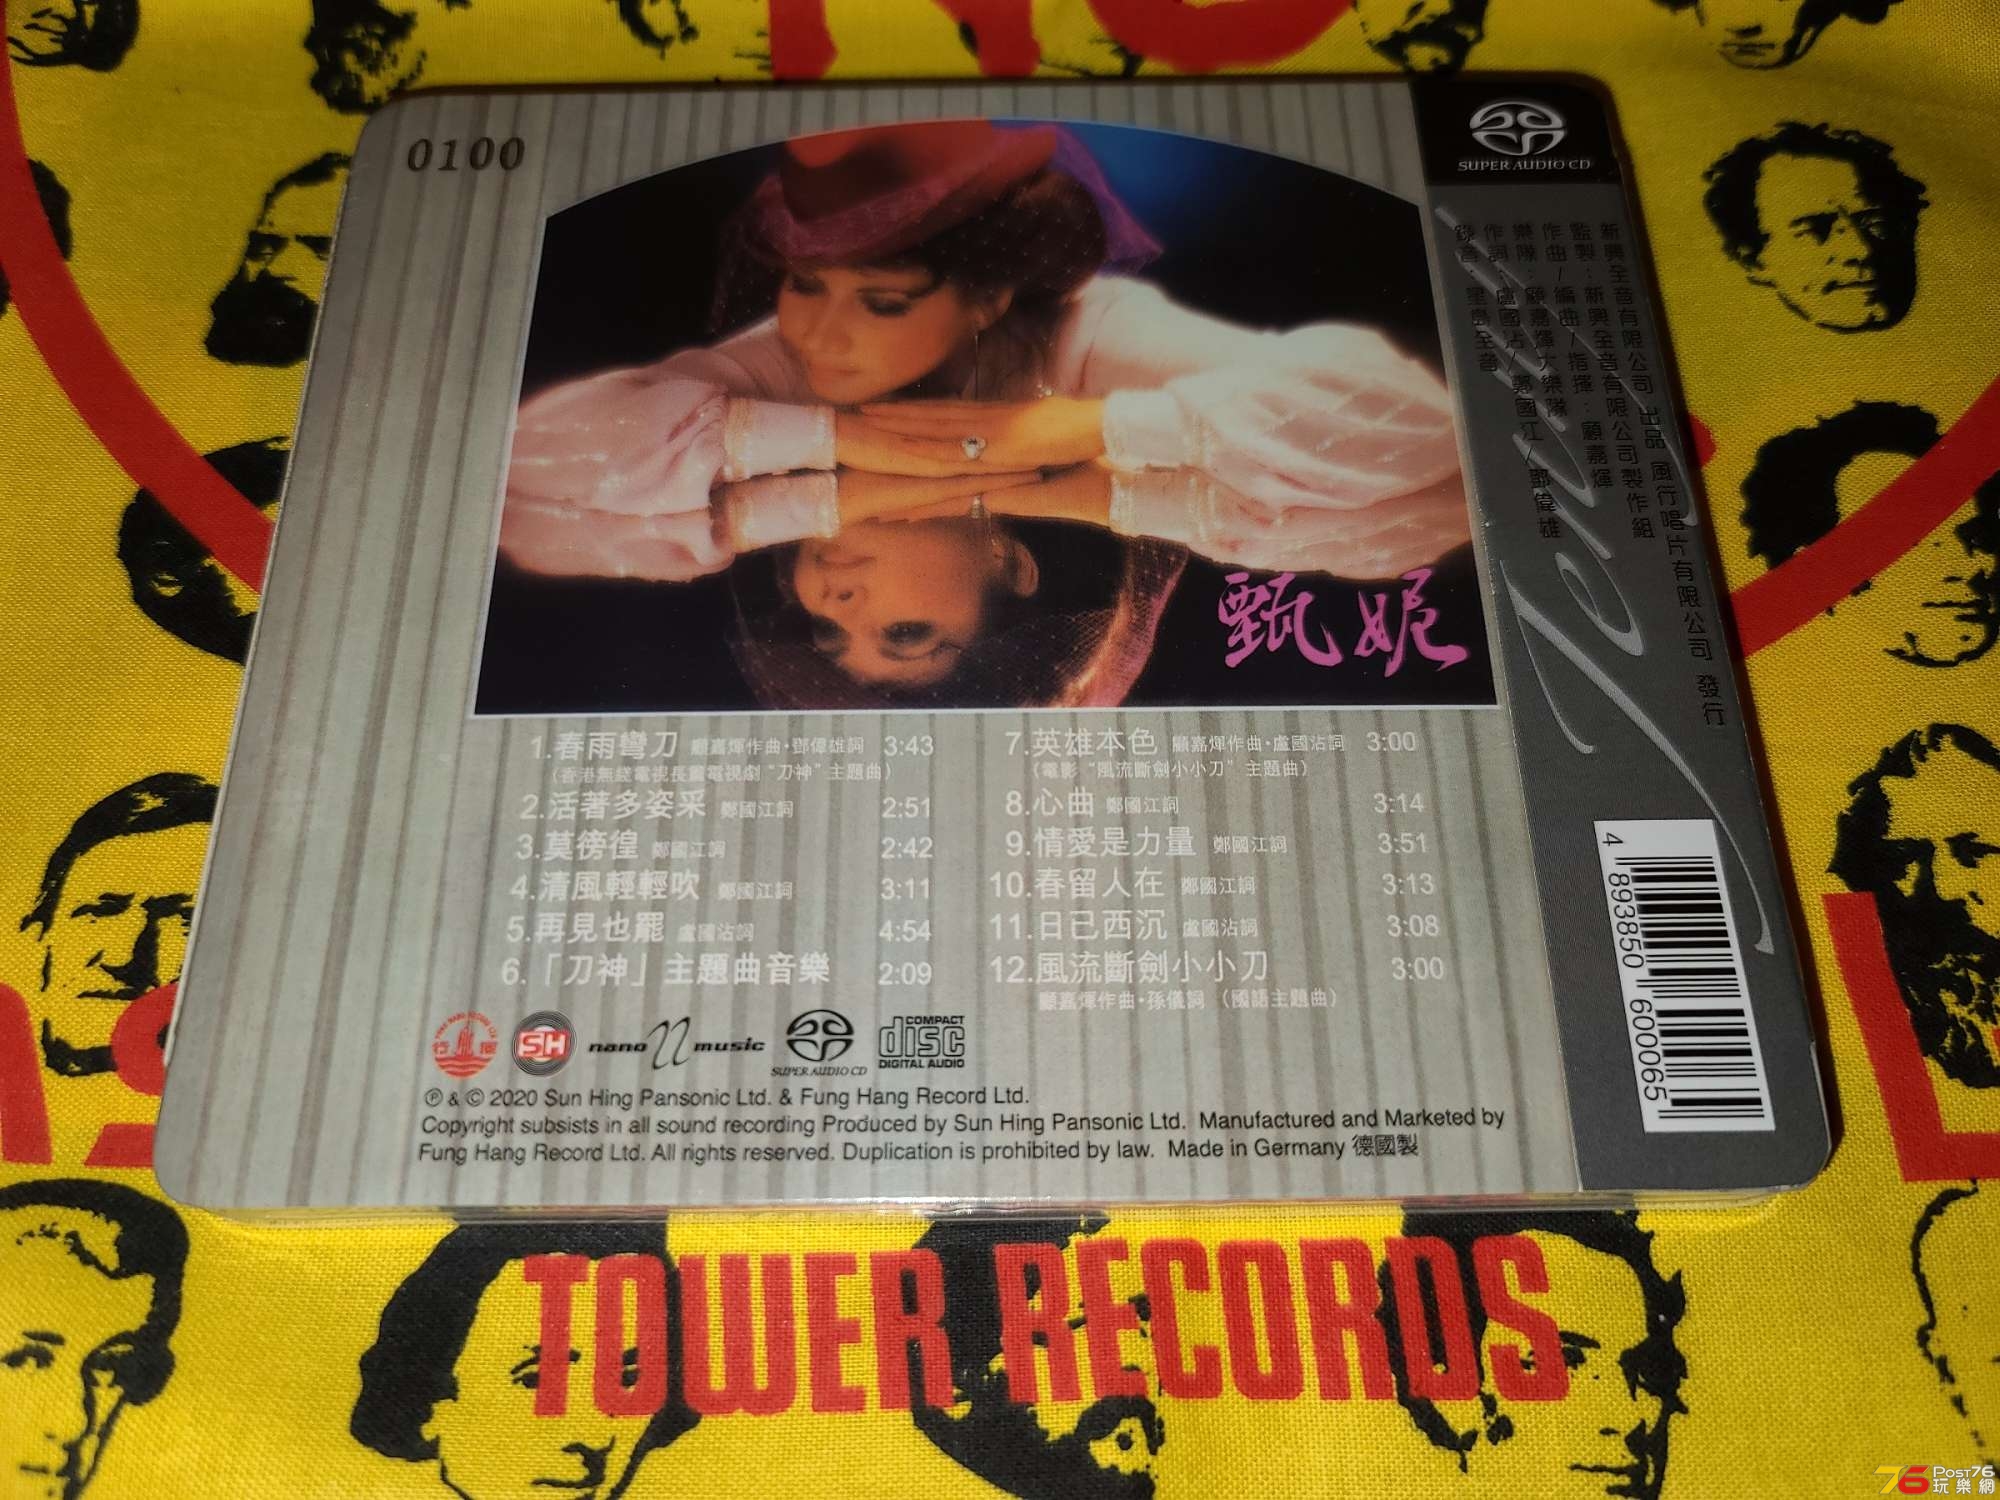 0100
SUPER AUDIO CD
新興全音有限公司 出品 風行唱片有限公司 發行
監製：新興全音有限公司製作組
作曲/編曲/指揮：顧嘉煇
樂隊：顧嘉煇大樂隊
作詞：盧國沾/鄭國江/鄧偉雄
錄音：星島全音
Jenny
甄妮
1.春雨彎刀 顧嘉煇作曲·鄧偉雄詞 3:43
（香港無綫電視長篇電視劇“刀神”主題曲）
2.活著多姿采 鄭國江詞 2:51
3.莫徬徨 鄭國江詞 2:42
4.清風輕輕吹 鄭國江詞 3:11
5.再見也罷 盧國沾詞 4:54
6.「刀神」主題曲音樂 2:09
7.英雄本色 顧嘉煇作曲·盧國沾詞 3:00
（電影“風流斷劍小小刀”主題曲）
8.心曲 鄭國江詞 3:14
9.情愛是力量 鄭國江詞 3:51
10.春留人在 鄭國江詞 3:13
11.日已西沉 盧國沾詞 3:08
12.風流斷劍小小刀 3:00
顧嘉煇作曲·孫儀詞（國語主題曲）
風行
SH
nano music
SUPER AUDIO CD
COMPACT
disc
DIGITAL AUDIO
℗ & © 2020 Sun Hing Pansonic Ltd. & Fung Hang Record Ltd.
Copyright subsists in all sound recording Produced by Sun Hing Pansonic Ltd. Manufactured and Marketed by
Fung Hang Record Ltd. All rights reserved. Duplication is prohibited by law. Made in Germany 德國製
4 893850 600065
TOWER RECORDS
76 Post76
玩樂網